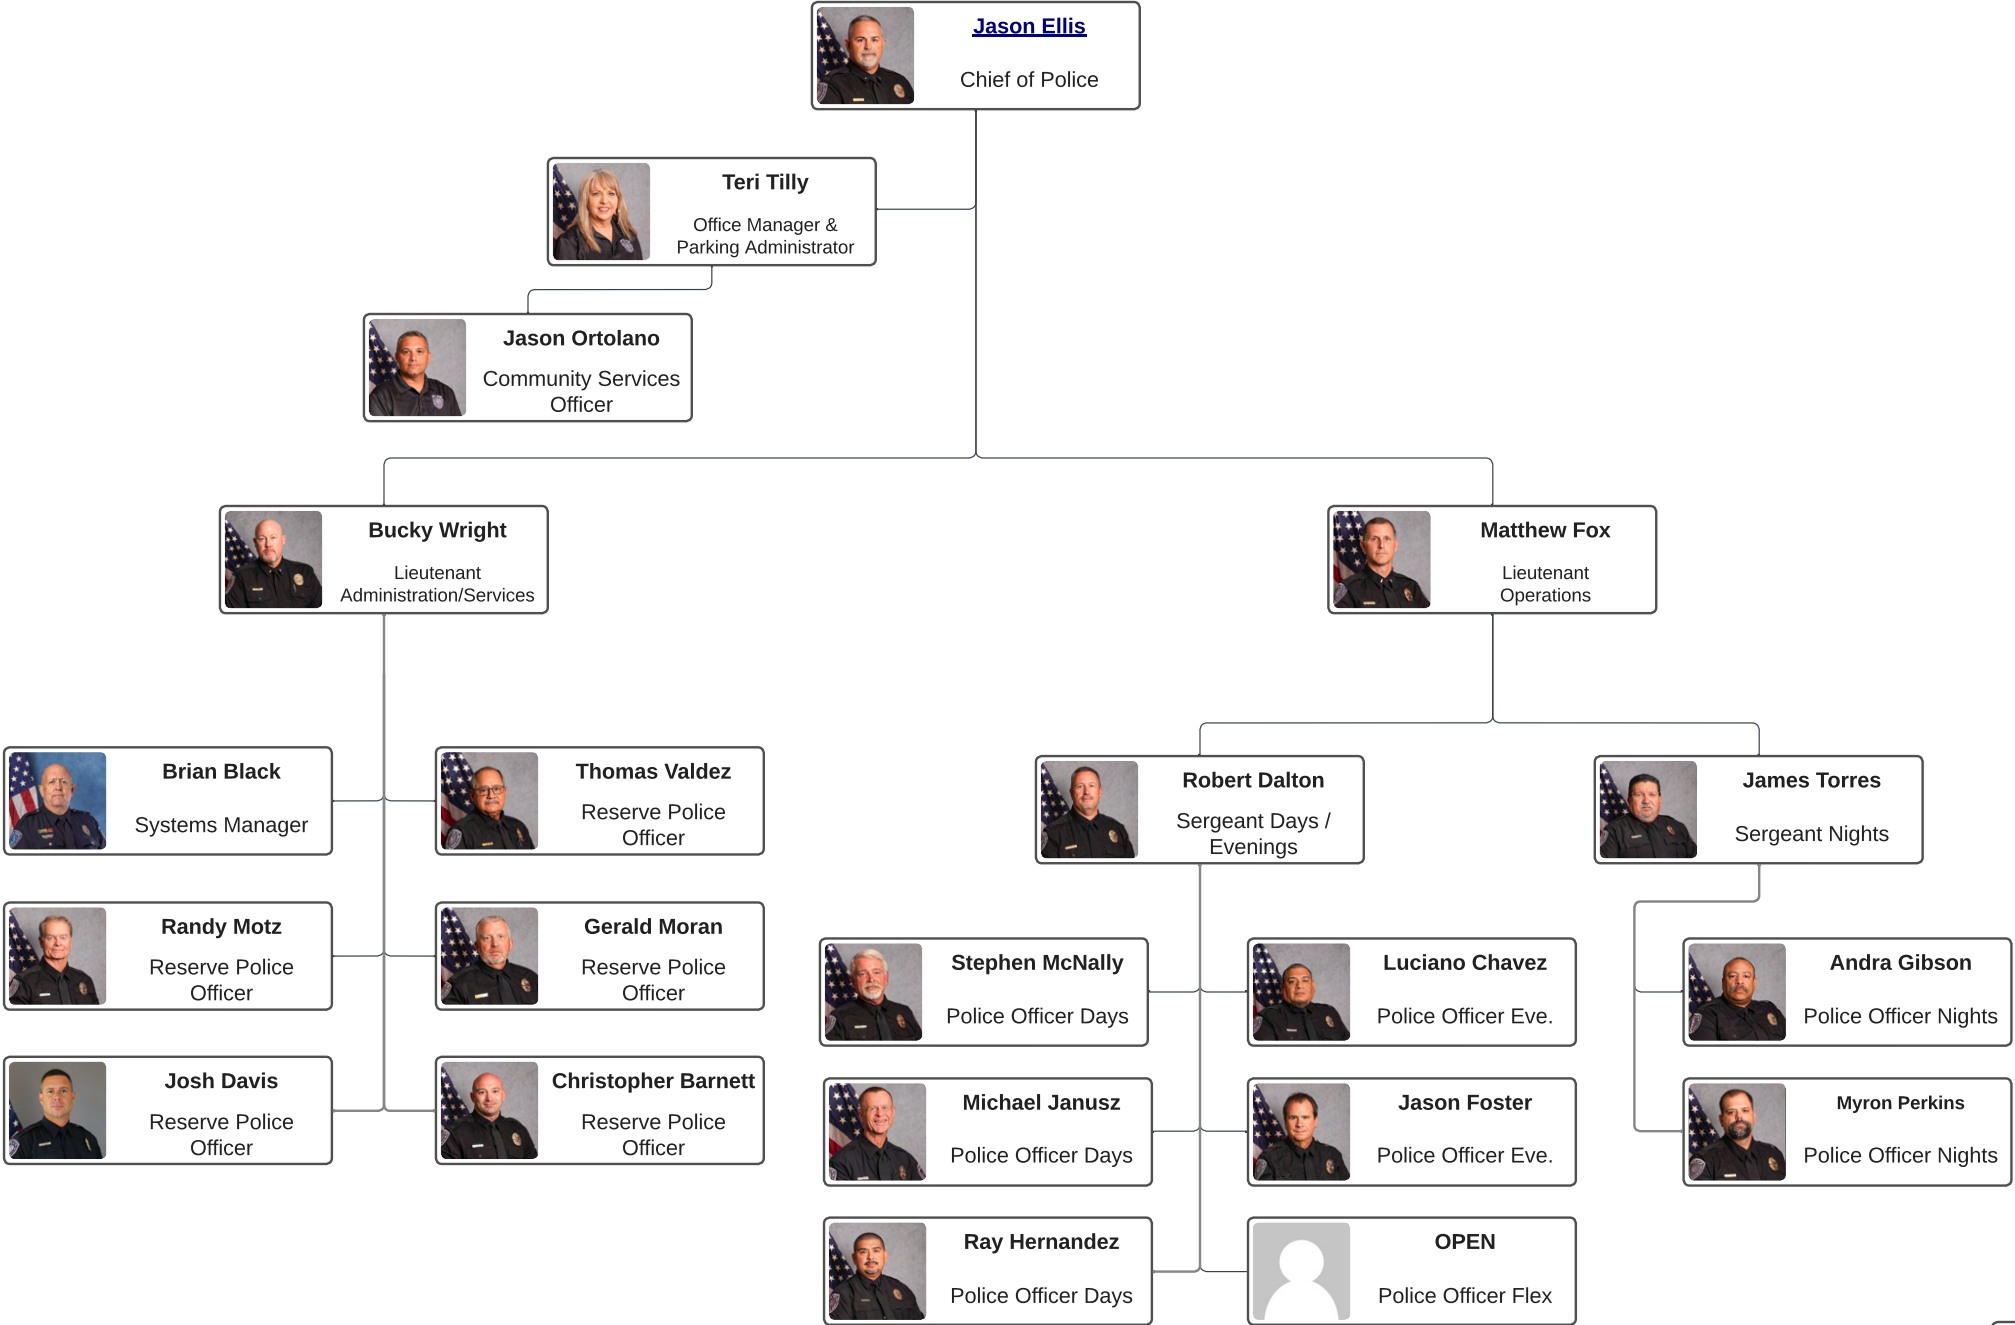 Jason Ellis
Chief of Police
Teri Tilly
Office Manager &
Parking Administrator
Jason Ortolano
Community Services
Officer
Bucky Wright
Lieutenant
Administration/Services
Matthew Fox
Lieutenant
Operations
Brian Black
Systems Manager
Thomas Valdez
Reserve Police
Officer
Randy Motz
Reserve Police
Officer
Gerald Moran
Reserve Police
Officer
Josh Davis
Reserve Police
Officer
Christopher Barnett
Reserve Police
Officer
Robert Dalton
Sergeant Days /
Evenings
James Torres
Sergeant Nights
Stephen McNally
Police Officer Days
Luciano Chavez
Police Officer Eve.
Andra Gibson
Police Officer Nights
Michael Janusz
Police Officer Days
Jason Foster
Police Officer Eve.
Myron Perkins
Police Officer Nights
Ray Hernandez
Police Officer Days
OPEN
Police Officer Flex